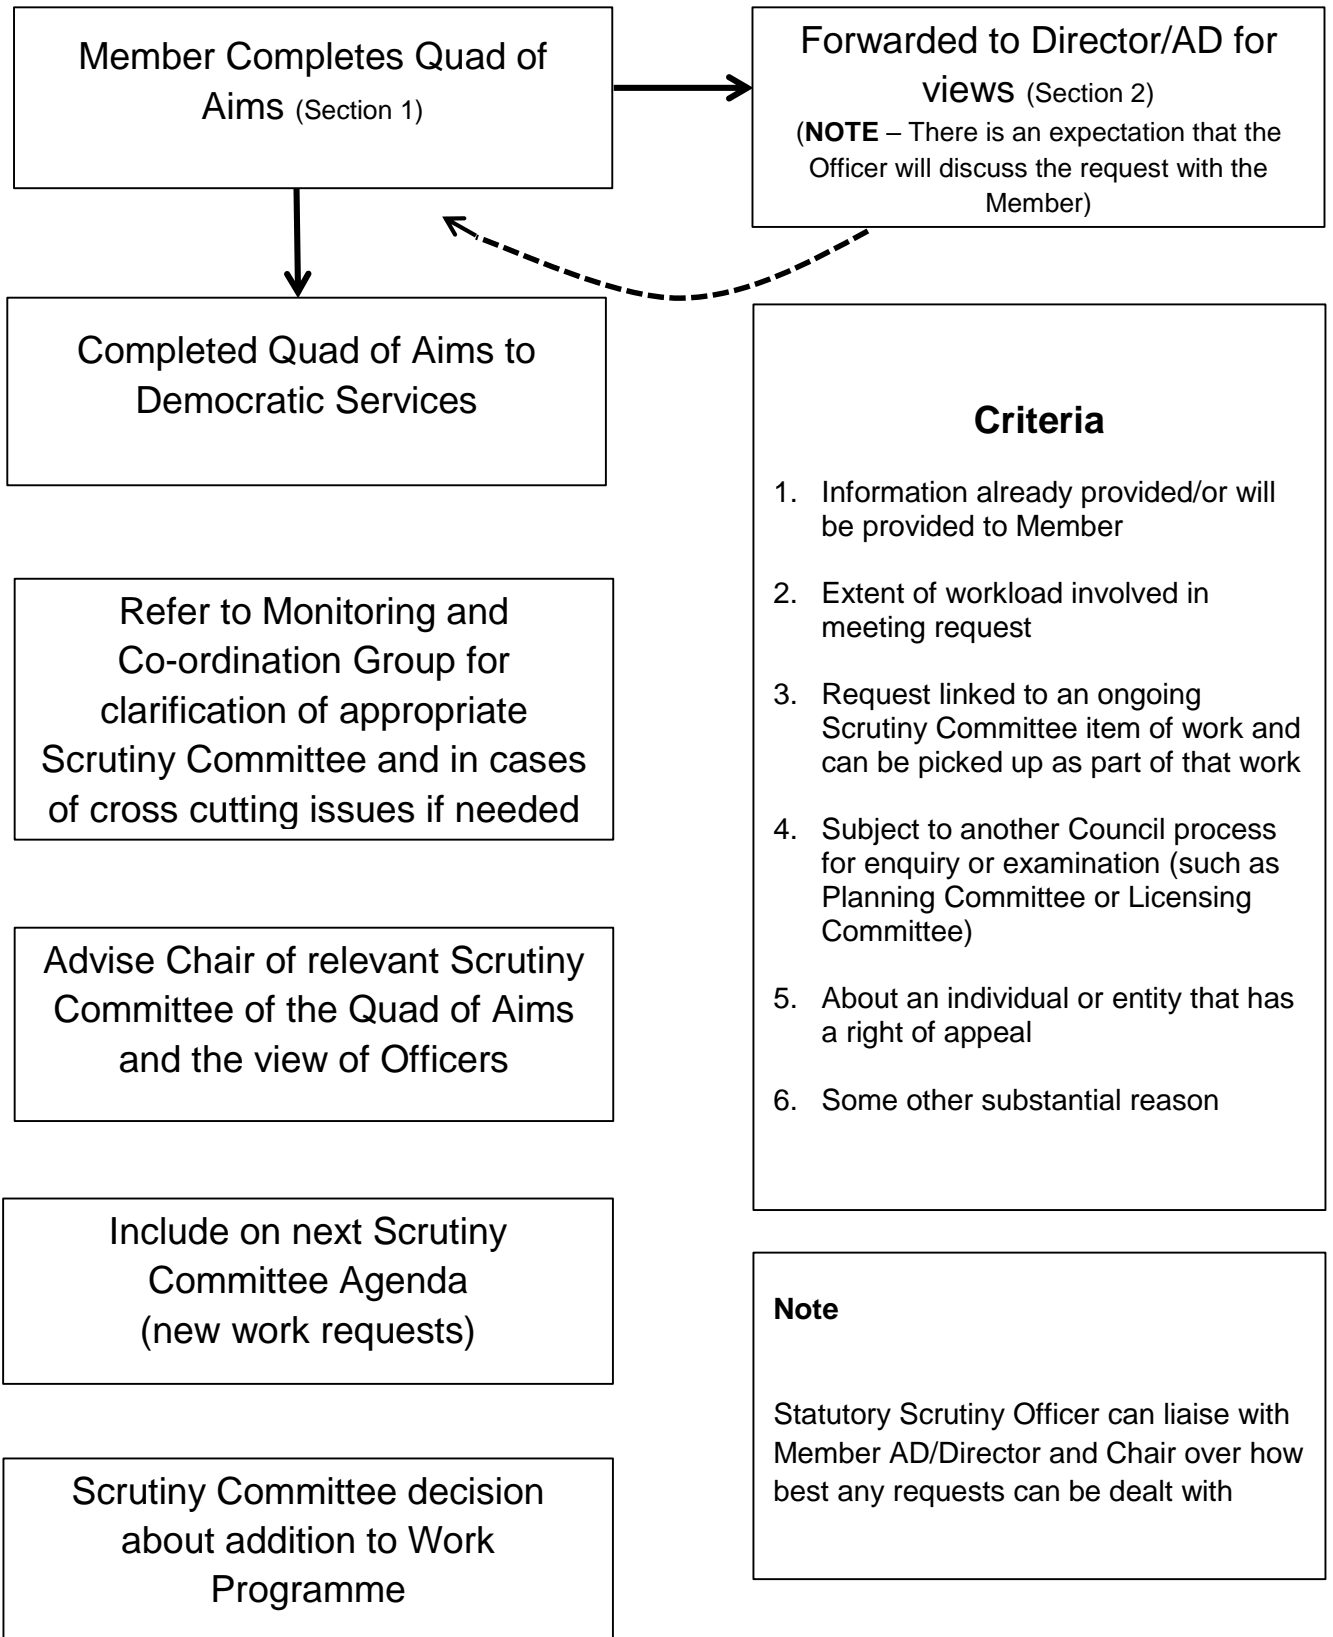 Member Completes Quad of
Aims (Section 1)
Forwarded to Director/AD for
views (Section 2)
(NOTE – There is an expectation that the
Officer will discuss the request with the
Member)
Completed Quad of Aims to
Democratic Services
Refer to Monitoring and
Co-ordination Group for
clarification of appropriate
Scrutiny Committee and in cases
of cross cutting issues if needed
Advise Chair of relevant Scrutiny
Committee of the Quad of Aims
and the view of Officers
Include on next Scrutiny
Committee Agenda
(new work requests)
Scrutiny Committee decision
about addition to Work
Programme
Criteria
1. Information already provided/or will
be provided to Member
2. Extent of workload involved in
meeting request
3. Request linked to an ongoing
Scrutiny Committee item of work and
can be picked up as part of that work
4. Subject to another Council process
for enquiry or examination (such as
Planning Committee or Licensing
Committee)
5. About an individual or entity that has
a right of appeal
6. Some other substantial reason
Note
Statutory Scrutiny Officer can liaise with
Member AD/Director and Chair over how
best any requests can be dealt with